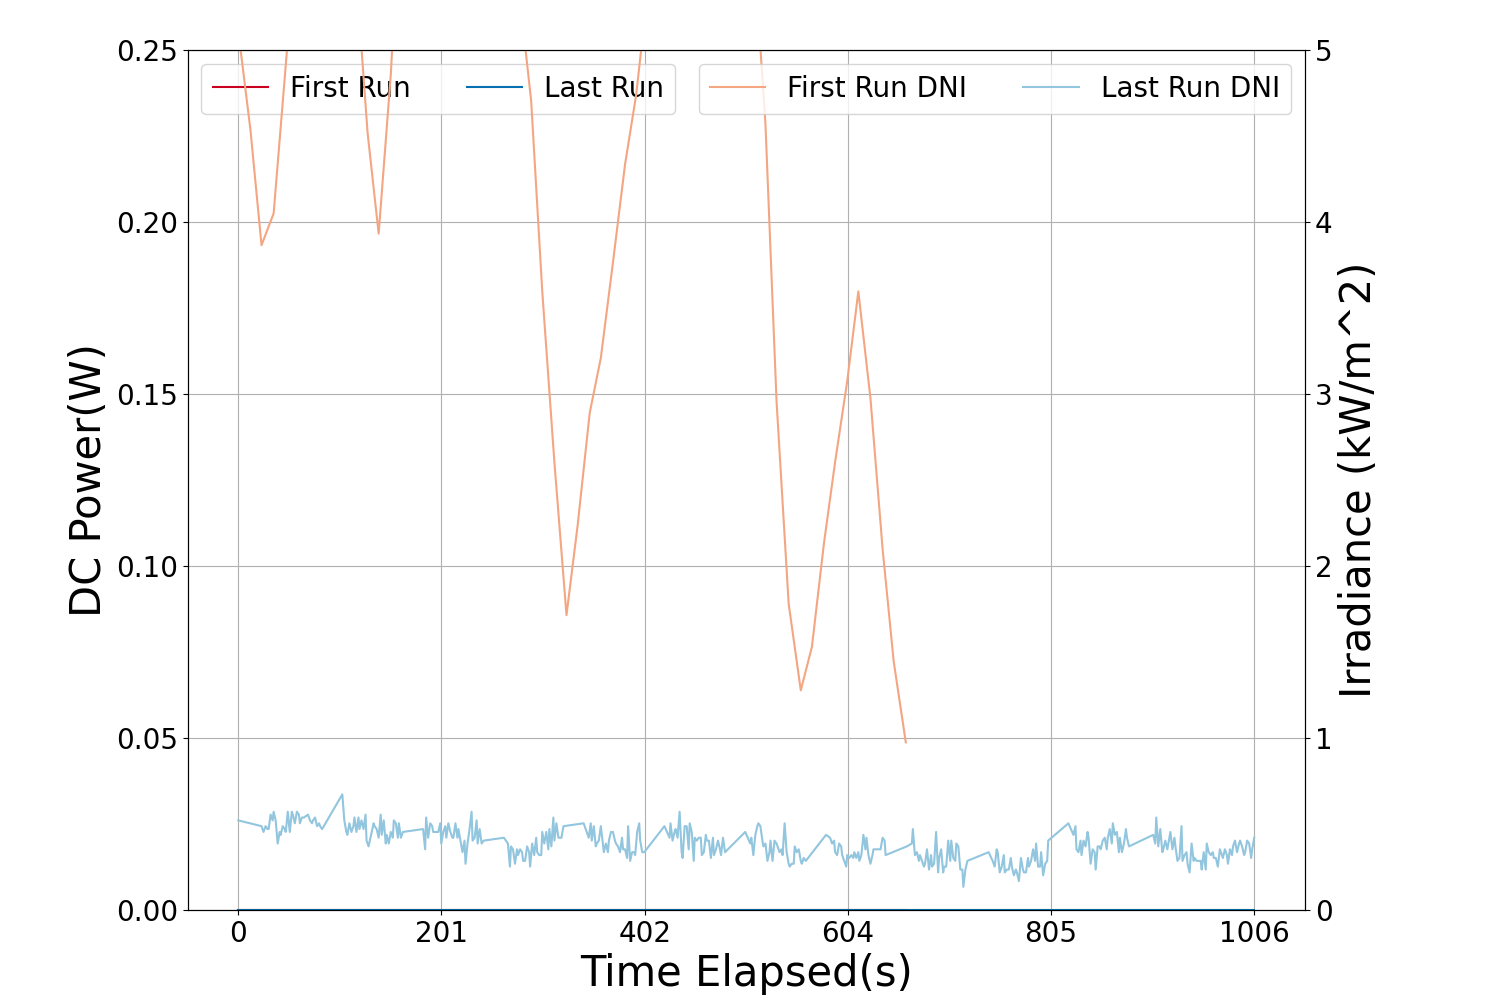 First Run
Last Run
First Run DNI
Last Run DNI
0.25
0.20
0.15
0.10
0.05
0.00
DC Power(W)
5
4
3
2
1
0
Irradiance (kW/m^2)
0 201 402 604 805 1006
Time Elapsed(s)